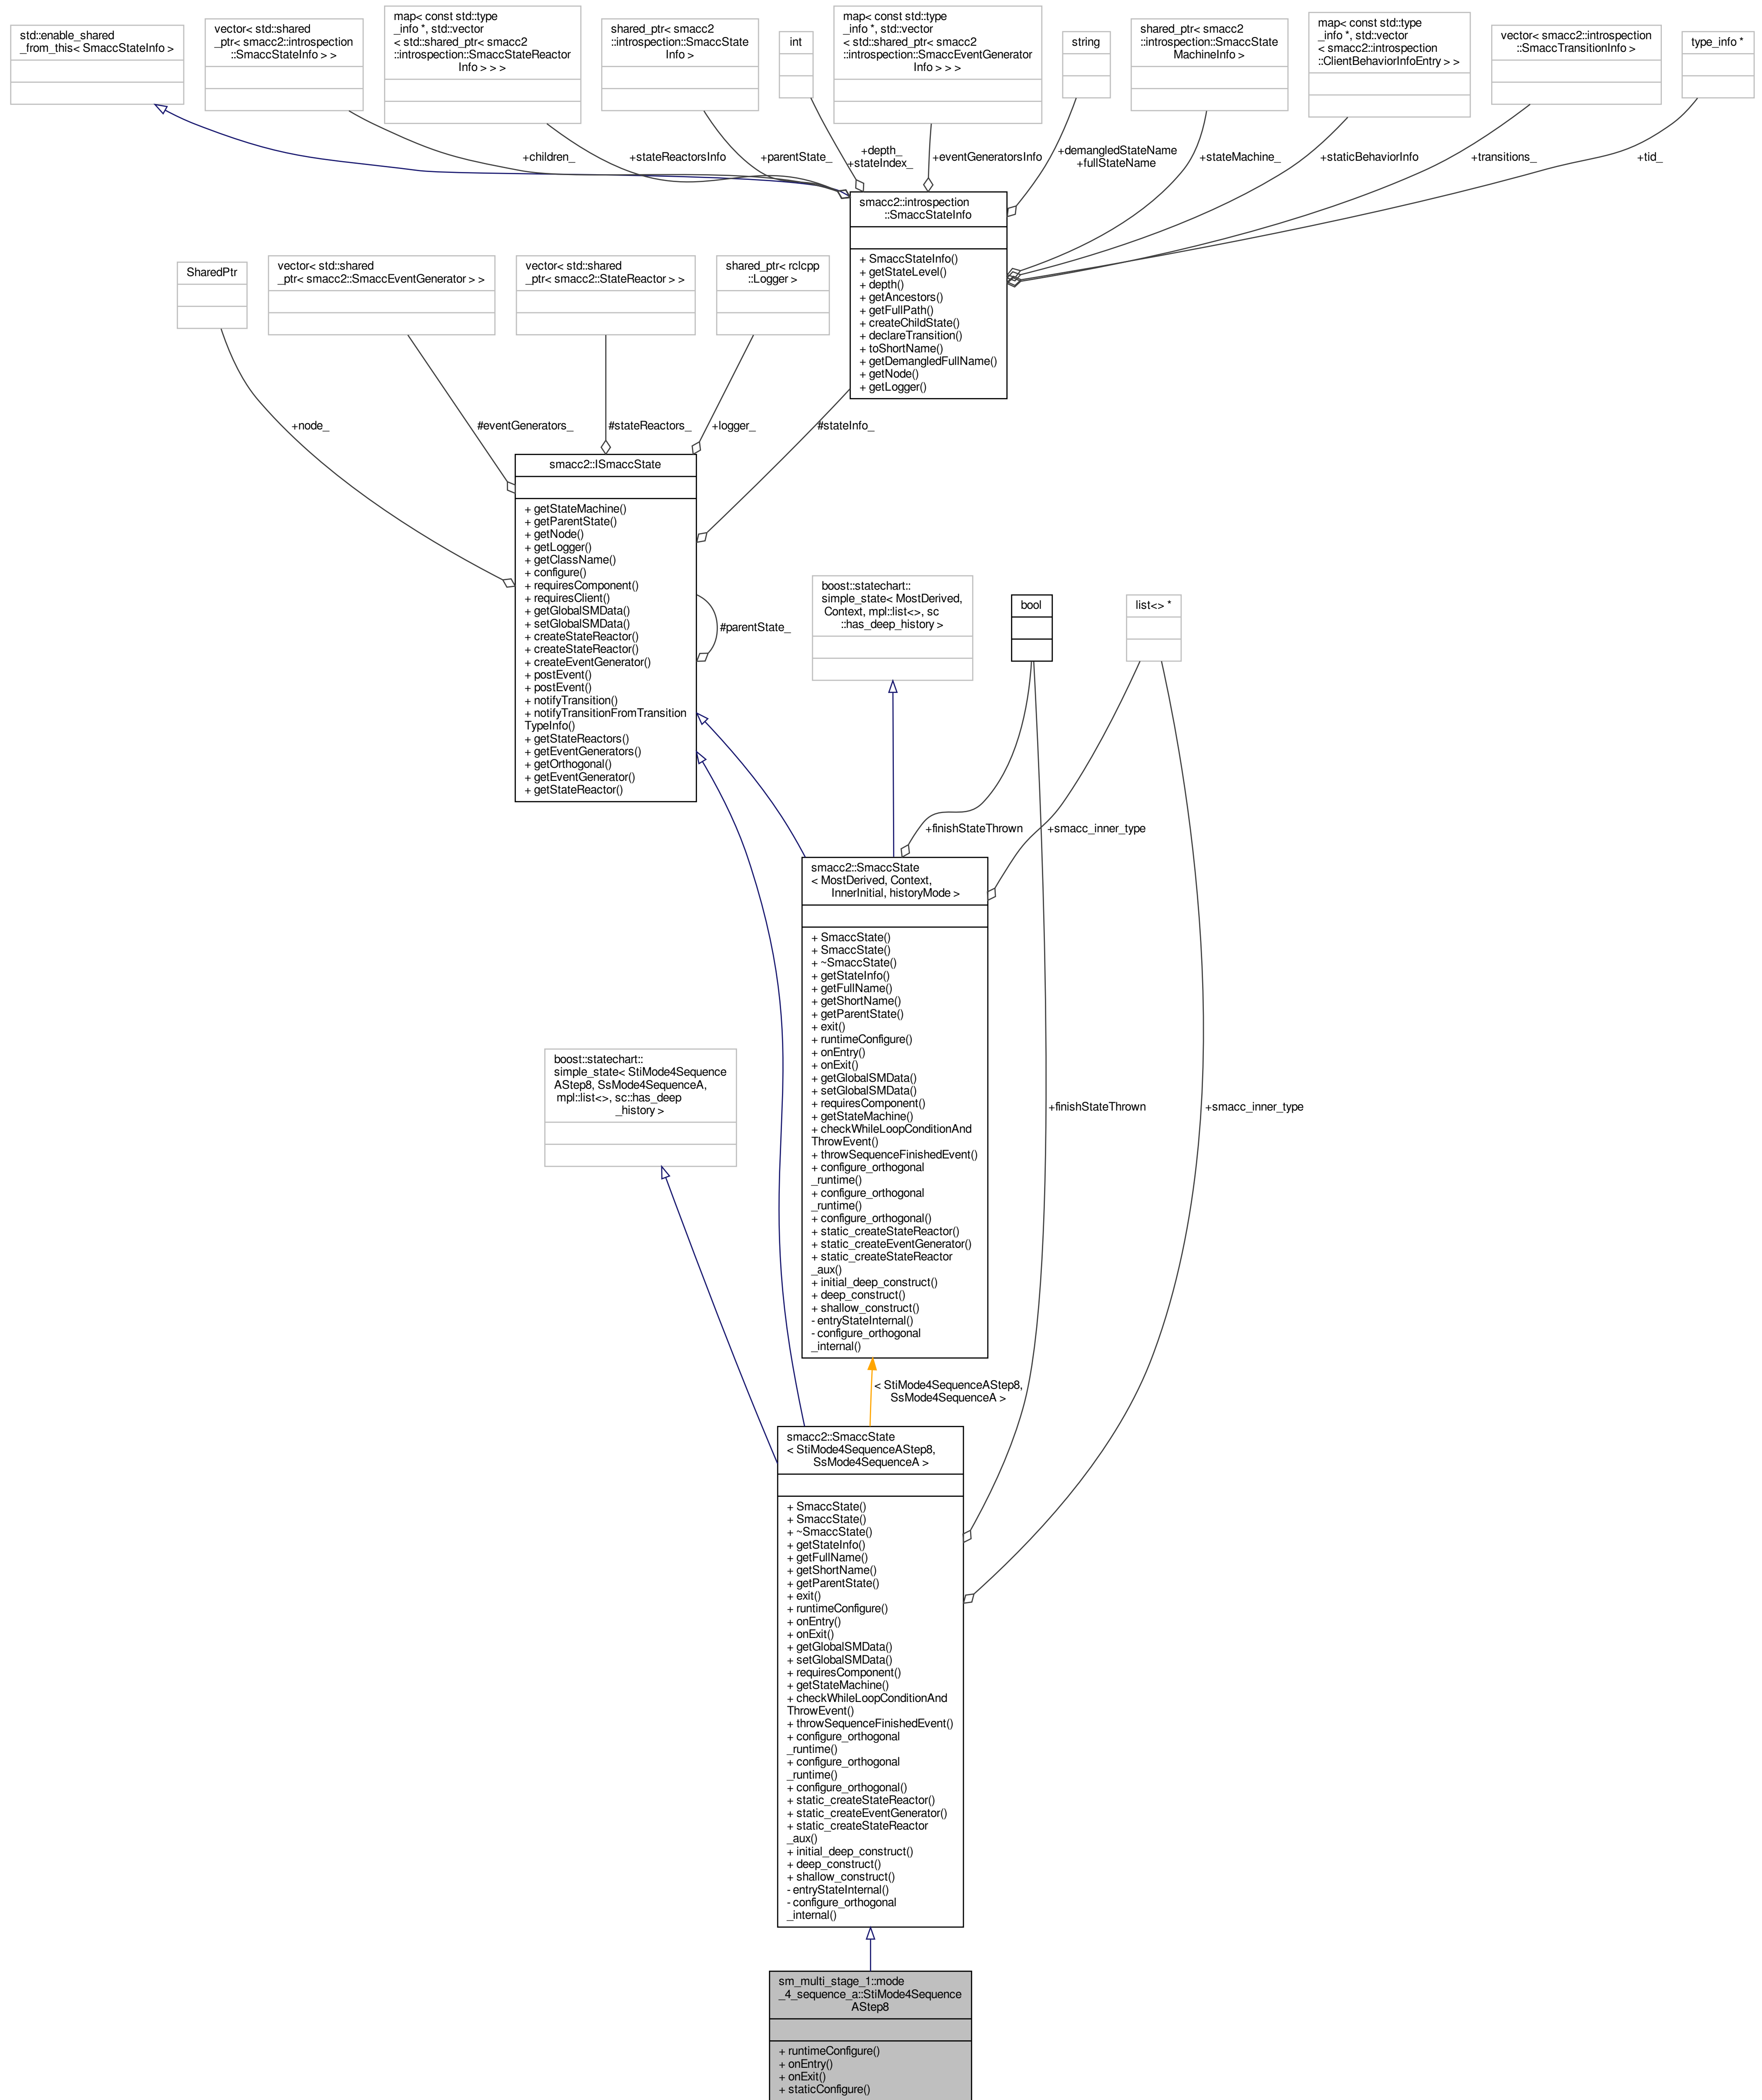 std::enable_shared
_from_this< SmaccStateInfo >
vector< std::shared
_ptr< smacc2::introspection
::SmaccStateInfo > >
map< const std::type
_info *, std::vector
< std::shared_ptr< smacc2
::introspection::SmaccStateReactor
Info > > >
shared_ptr< smacc2
::introspection::SmaccState
Info >
int
map< const std::type
_info *, std::vector
< std::shared_ptr< smacc2
::introspection::SmaccEventGenerator
Info > > >
string
shared_ptr< smacc2
::introspection::SmaccState
MachineInfo >
map< const std::type
_info *, std::vector
< smacc2::introspection
::ClientBehaviorInfoEntry > >
vector< smacc2::introspection
::SmaccTransitionInfo >
type_info *
+children_
+stateReactorsInfo
+parentState_
+depth_
+stateIndex_
+eventGeneratorsInfo
+demangledStateName
+fullStateName
+stateMachine_
+staticBehaviorInfo
+transitions_
+tid_
smacc2::introspection
::SmaccStateInfo
+ SmaccStateInfo()
+ getStateLevel()
+ depth()
+ getAncestors()
+ getFullPath()
+ createChildState()
+ declareTransition()
+ toShortName()
+ getDemangledFullName()
+ getNode()
+ getLogger()
SharedPtr
vector< std::shared
_ptr< smacc2::SmaccEventGenerator > >
vector< std::shared
_ptr< smacc2::StateReactor > >
shared_ptr< rclcpp
::Logger >
+node_
#eventGenerators_
#stateReactors_
+logger_
#stateInfo_
smacc2::ISmaccState
+ getStateMachine()
+ getParentState()
+ getNode()
+ getLogger()
+ getClassName()
+ configure()
+ requiresComponent()
+ requiresClient()
+ getGlobalSMData()
+ setGlobalSMData()
+ createStateReactor()
+ createStateReactor()
+ createEventGenerator()
+ postEvent()
+ postEvent()
+ notifyTransition()
+ notifyTransitionFromTransition
TypeInfo()
+ getStateReactors()
+ getEventGenerators()
+ getOrthogonal()
+ getEventGenerator()
+ getStateReactor()
#parentState_
boost::statechart::
simple_state< MostDerived,
Context, mpl::list<>, sc
::has_deep_history >
bool
list<> *
+finishStateThrown
+smacc_inner_type
smacc2::SmaccState
< MostDerived, Context,
InnerInitial, historyMode >
+ SmaccState()
+ SmaccState()
+ ~SmaccState()
+ getStateInfo()
+ getFullName()
+ getShortName()
+ getParentState()
+ exit()
+ runtimeConfigure()
+ onEntry()
+ onExit()
+ getGlobalSMData()
+ setGlobalSMData()
+ requiresComponent()
+ getStateMachine()
+ checkWhileLoopConditionAnd
ThrowEvent()
+ throwSequenceFinishedEvent()
+ configure_orthogonal
_runtime()
+ configure_orthogonal
_runtime()
+ configure_orthogonal()
+ static_createStateReactor()
+ static_createEventGenerator()
+ static_createStateReactor
_aux()
+ initial_deep_construct()
+ deep_construct()
+ shallow_construct()
- entryStateInternal()
- configure_orthogonal
_internal()
boost::statechart::
simple_state< StiMode4Sequence
AStep8, SsMode4SequenceA,
mpl::list<>, sc::has_deep
_history >
+finishStateThrown
+smacc_inner_type
< StiMode4SequenceAStep8,
SsMode4SequenceA >
smacc2::SmaccState
< StiMode4SequenceAStep8,
SsMode4SequenceA >
+ SmaccState()
+ SmaccState()
+ ~SmaccState()
+ getStateInfo()
+ getFullName()
+ getShortName()
+ getParentState()
+ exit()
+ runtimeConfigure()
+ onEntry()
+ onExit()
+ getGlobalSMData()
+ setGlobalSMData()
+ requiresComponent()
+ getStateMachine()
+ checkWhileLoopConditionAnd
ThrowEvent()
+ throwSequenceFinishedEvent()
+ configure_orthogonal
_runtime()
+ configure_orthogonal
_runtime()
+ configure_orthogonal()
+ static_createStateReactor()
+ static_createEventGenerator()
+ static_createStateReactor
_aux()
+ initial_deep_construct()
+ deep_construct()
+ shallow_construct()
- entryStateInternal()
- configure_orthogonal
_internal()
sm_multi_stage_1::mode
_4_sequence_a::StiMode4Sequence
AStep8
+ runtimeConfigure()
+ onEntry()
+ onExit()
+ staticConfigure()